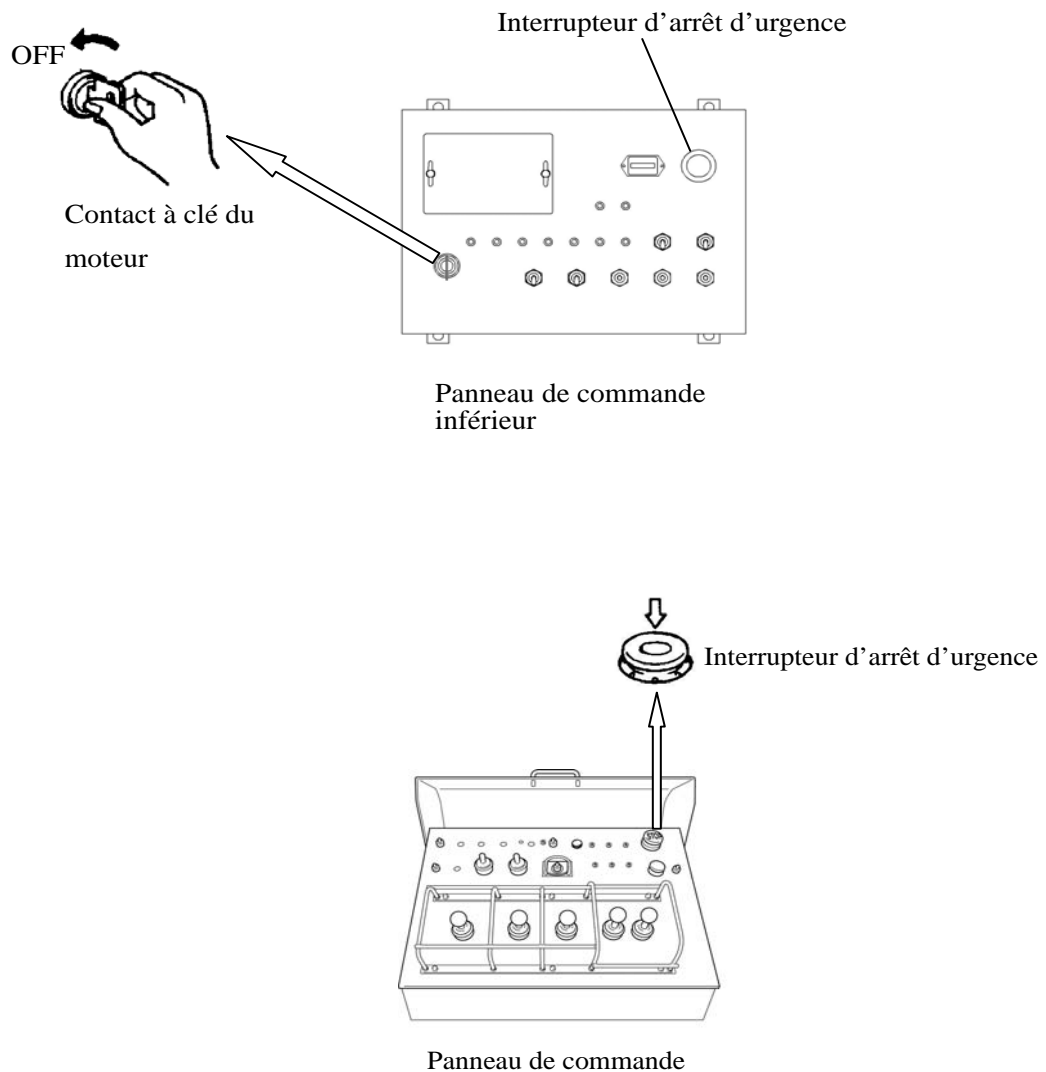 Interrupteur d’arrêt d’urgence
OFF
Contact à clé du
moteur
Panneau de commande
inférieur
Interrupteur d’arrêt d’urgence
Panneau de commande